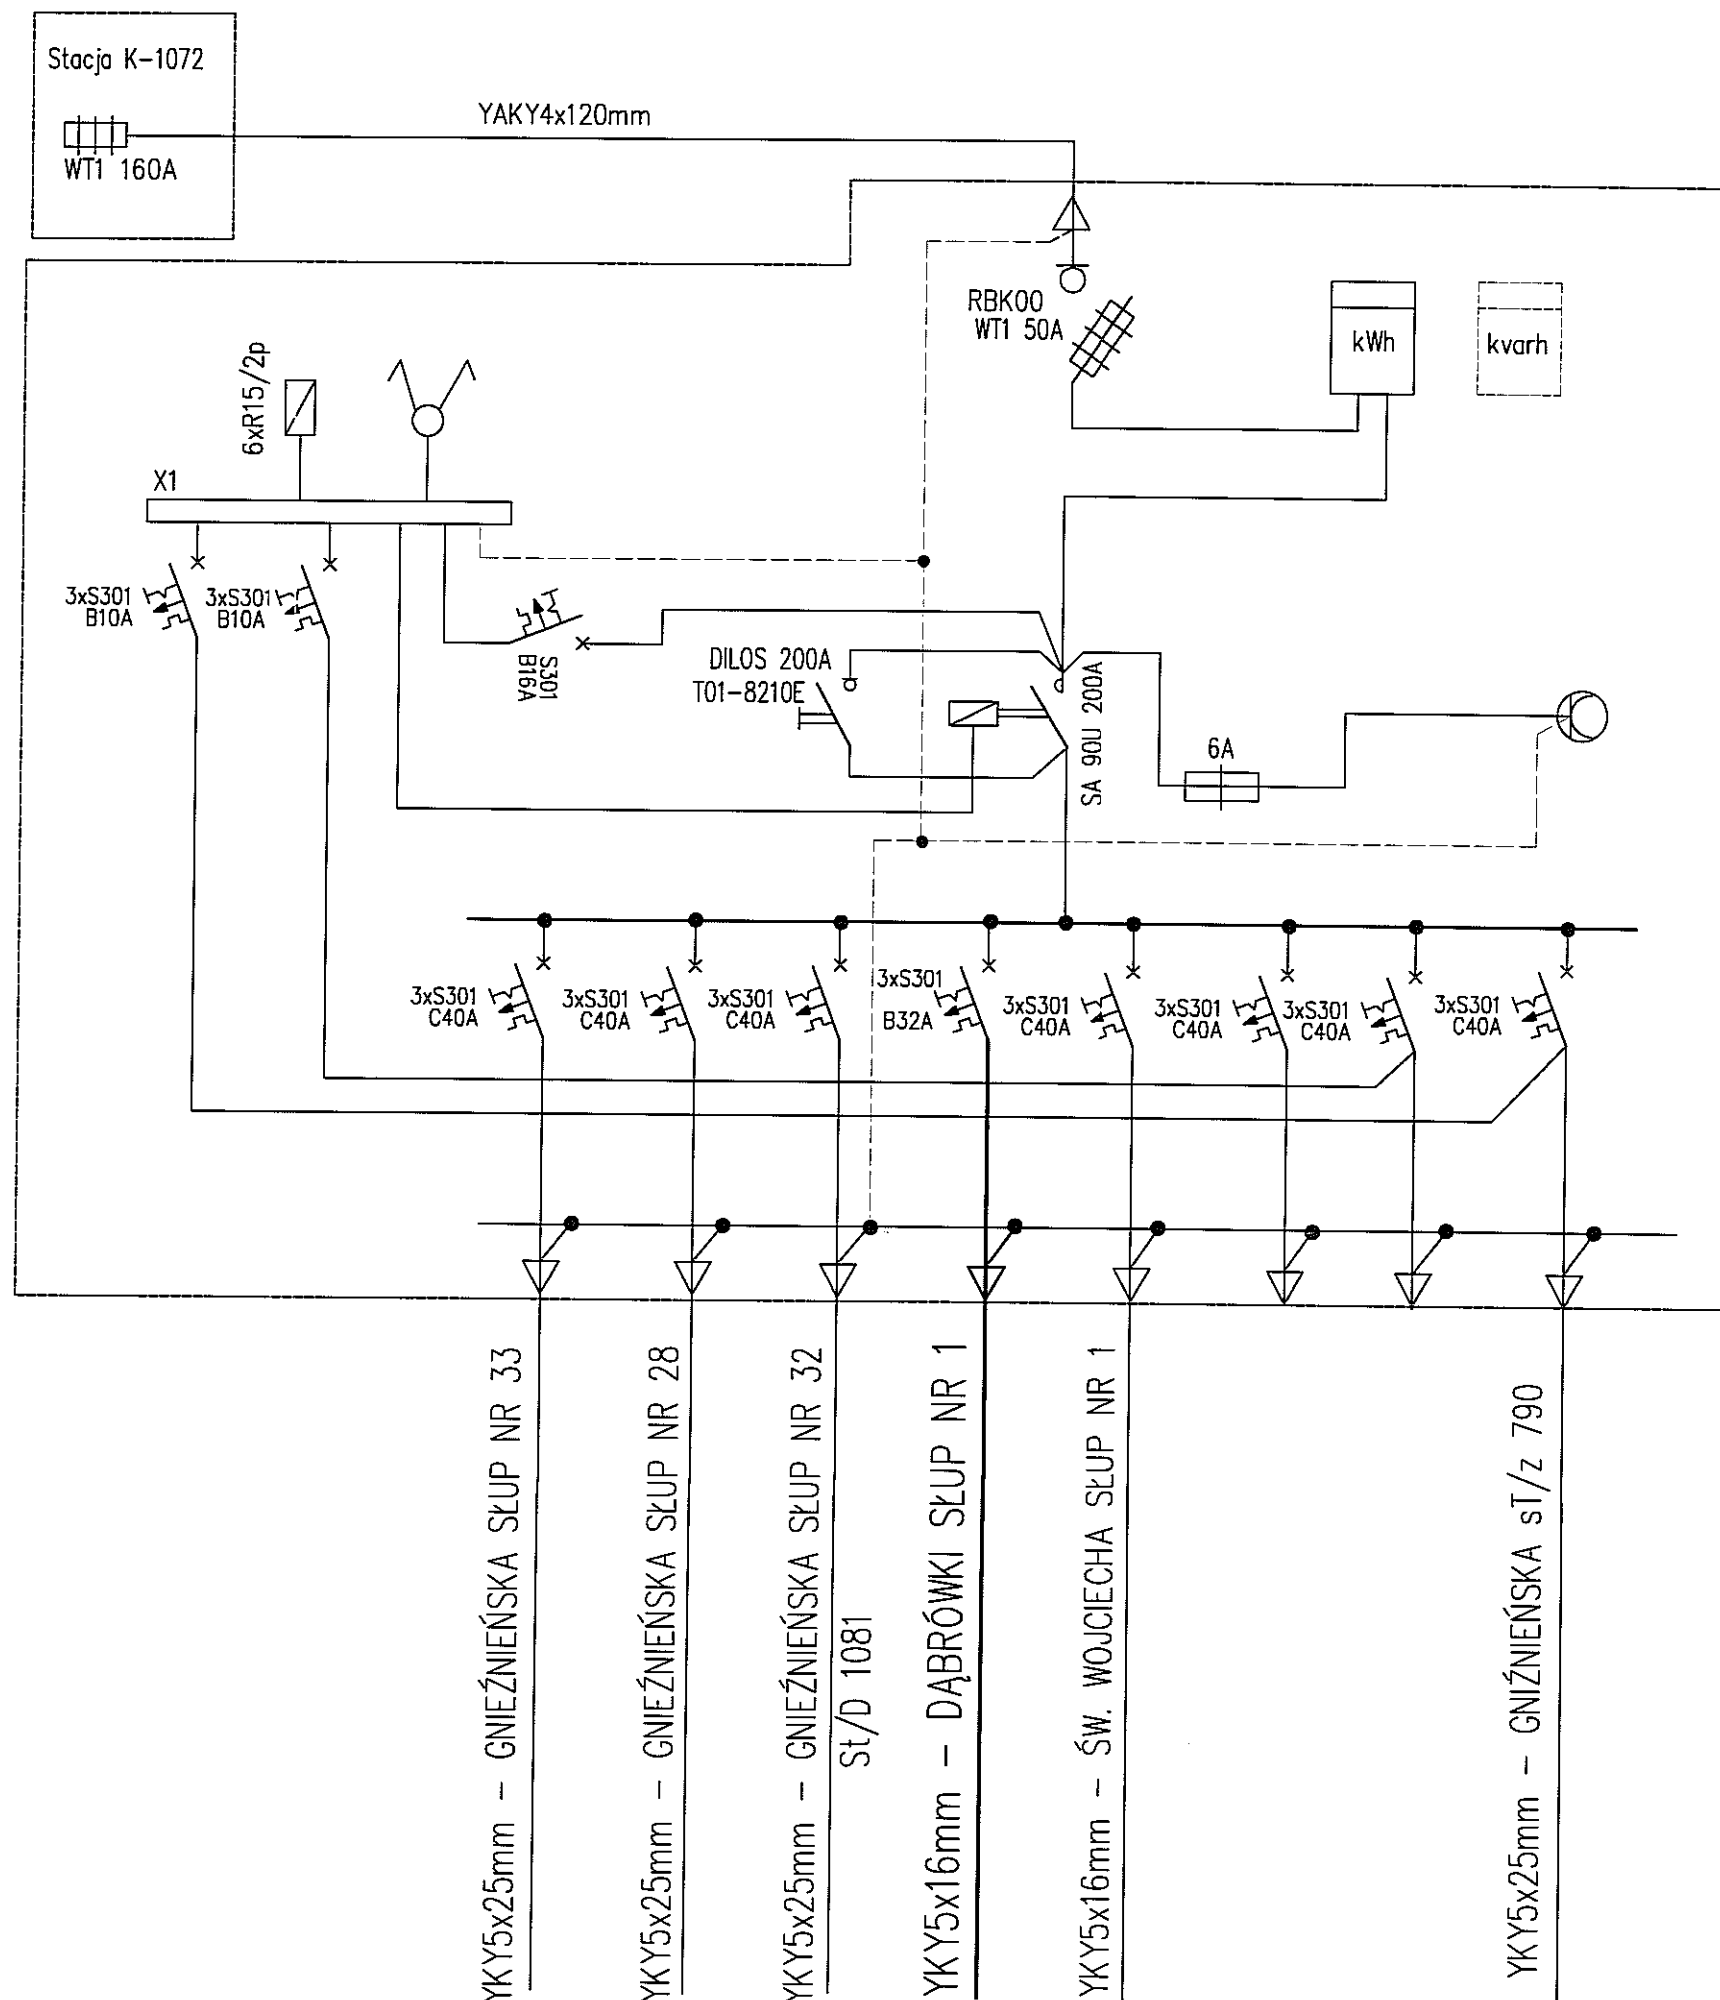 Stacja K-1072
WT1 160A
YAKY4x120mm
RBK00
WT1 50A
kWh
kvarh
6xR15/2p
X1
3xS301
B10A
3xS301
B10A
S301
B16A
DILOS 200A
T01-8210E
SA 90U 200A
6A
3xS301
C40A
3xS301
C40A
3xS301
C40A
3xS301
B32A
3xS301
C40A
3xS301
C40A
3xS301
C40A
3xS301
C40A
YKY5x25mm - GNIEŹNIEŃSKA SŁUP NR 33
YKY5x25mm - GNIEŹNIEŃSKA SŁUP NR 28
YKY5x25mm - GNIEŹNIEŃSKA SŁUP NR 32
St/D 1081
YKY5x16mm - DĄBRÓWKI SŁUP NR 1
YKY5x16mm - ŚW. WOJCIECHA SŁUP NR 1
YKY5x25mm - GNIŹNIEŃSKA sT/z 790